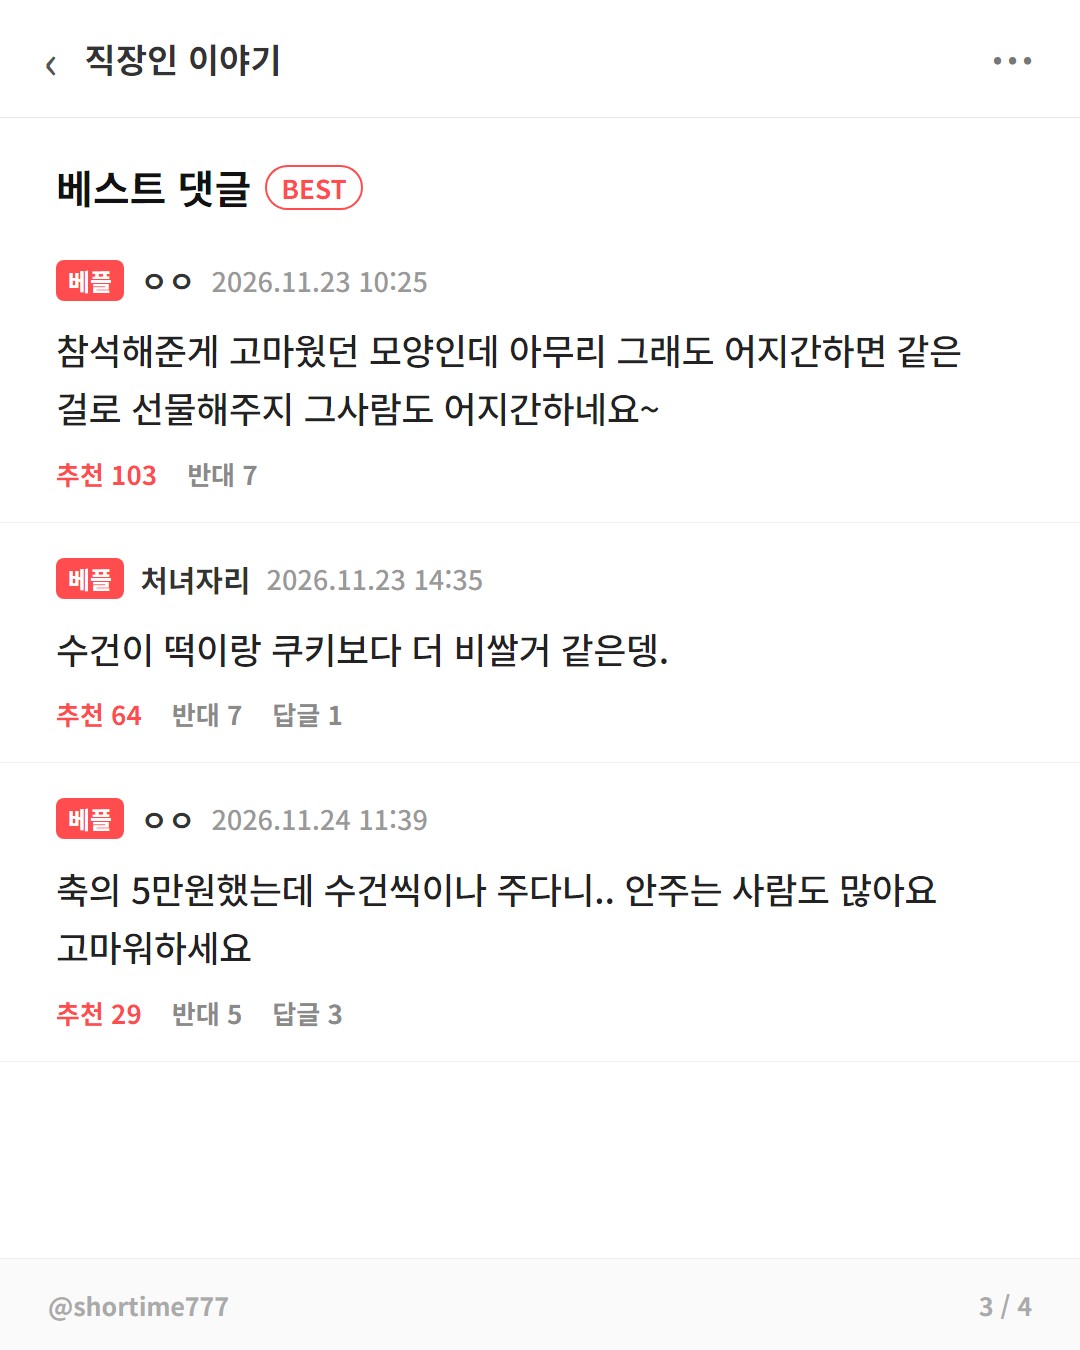 ‹ 직장인 이야기 ···
베스트 댓글 BEST
베플 ㅇㅇ 2026.11.23 10:25
참석해준게 고마웠던 모양인데 아무리 그래도 어지간하면 같은
걸로 선물해주지 그사람도 어지간하네요~
추천 103 반대 7
베플 처녀자리 2026.11.23 14:35
수건이 떡이랑 쿠키보다 더 비쌀거 같은뎅.
추천 64 반대 7 답글 1
베플 ㅇㅇ 2026.11.24 11:39
축의 5만원했는데 수건씩이나 주다니.. 안주는 사람도 많아요
고마워하세요
추천 29 반대 5 답글 3
@shortime777 3 / 4